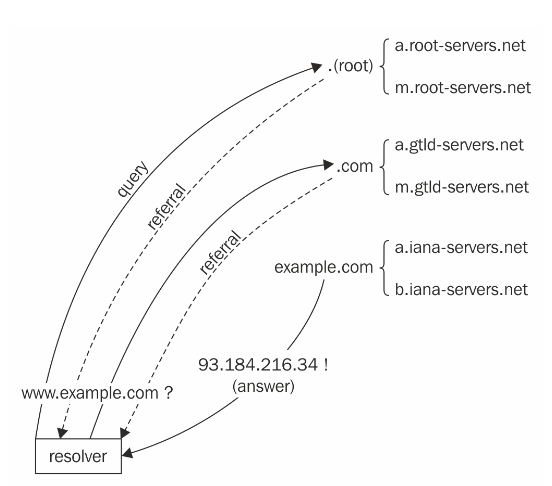 a.root-servers.net
.(root)
m.root-servers.net
a.gtld-servers.net
.com
m.gtld-servers.net
query
referral
referral
a.iana-servers.net
example.com
b.iana-servers.net
93.184.216.34 !
(answer)
www.example.com ?
resolver